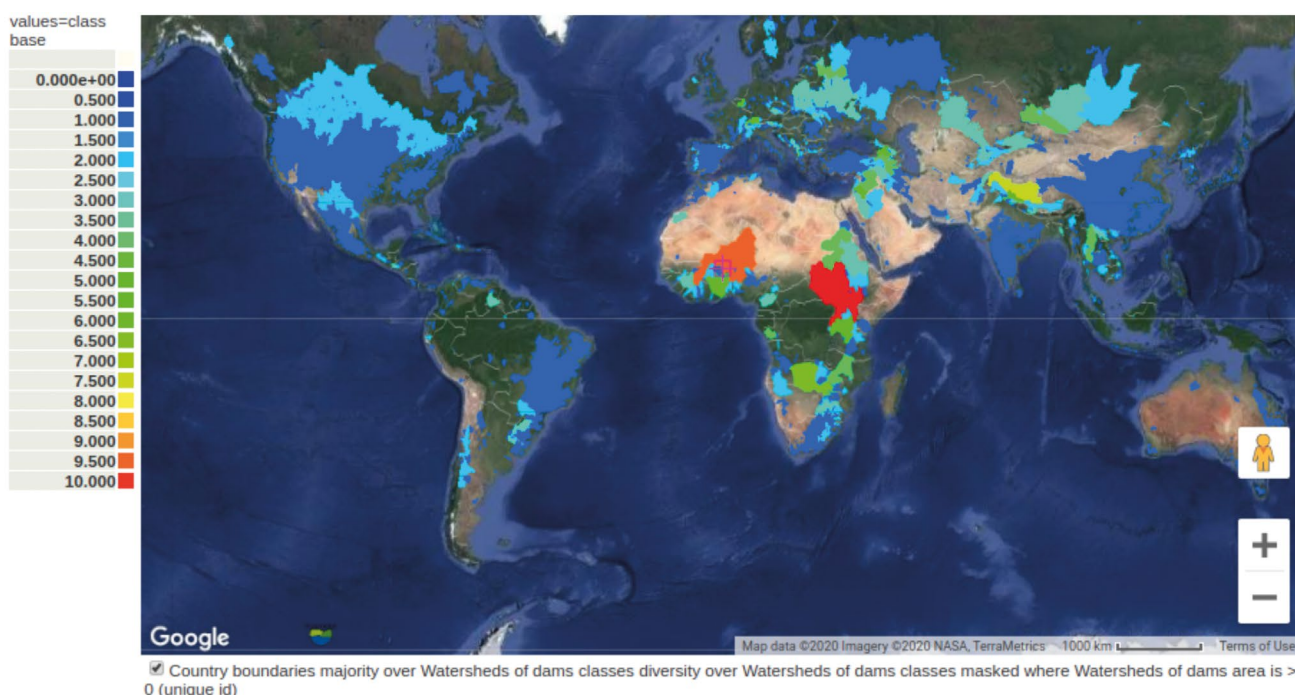 values=class
base
0.000e+00
0.500
1.000
1.500
2.000
2.500
3.000
3.500
4.000
4.500
5.000
5.500
6.000
6.500
7.000
7.500
8.000
8.500
9.000
9.500
10.000
Google
Map data ©2020 Imagery ©2020 NASA, TerraMetrics 1000 km Terms of Use
Country boundaries majority over Watersheds of dams classes diversity over Watersheds of dams classes masked where Watersheds of dams area is >
0 (unique id)